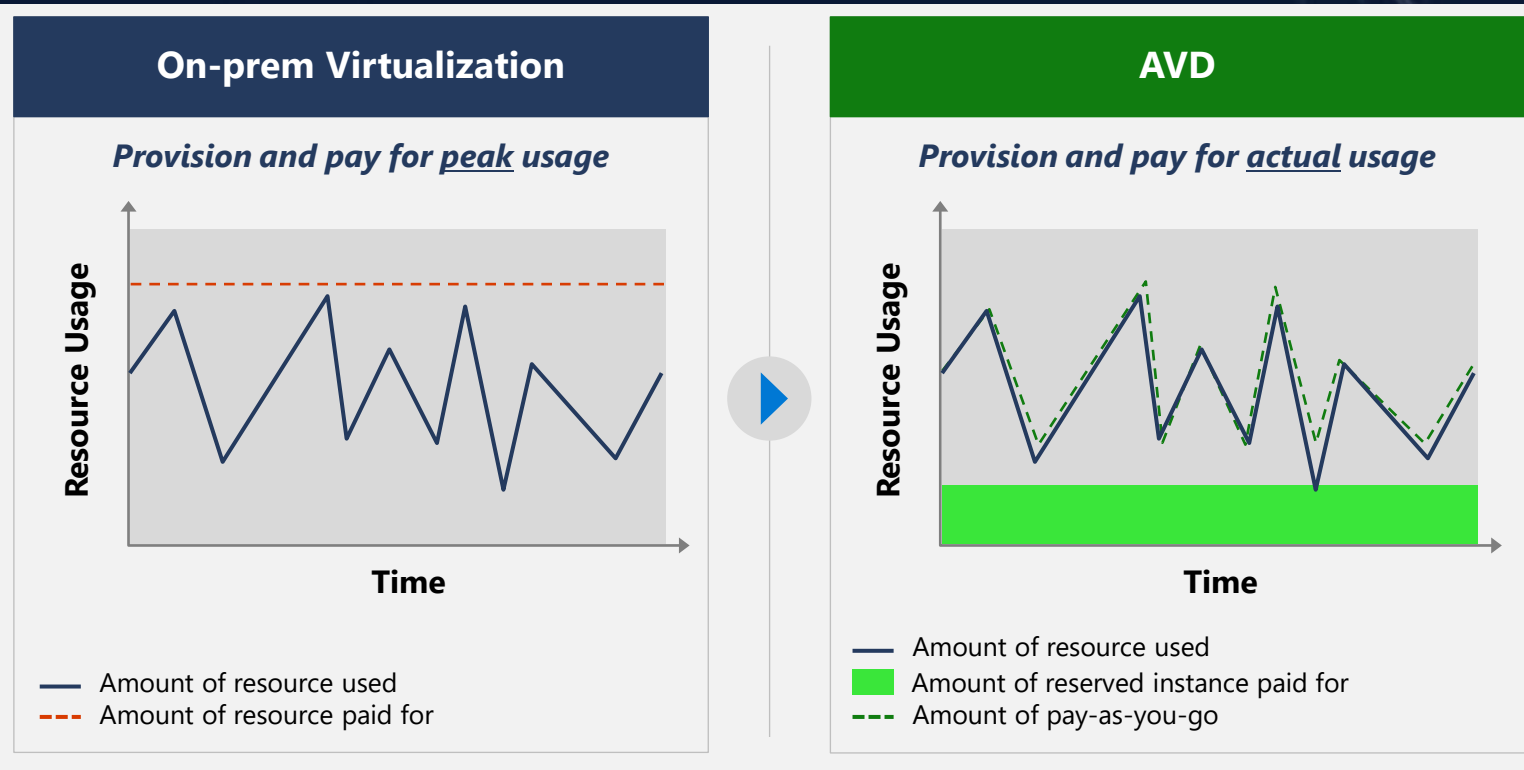 On-prem Virtualization
Provision and pay for peak usage
Resource Usage
Time
Amount of resource used
Amount of resource paid for
AVD
Provision and pay for actual usage
Resource Usage
Time
Amount of resource used
Amount of reserved instance paid for
Amount of pay-as-you-go